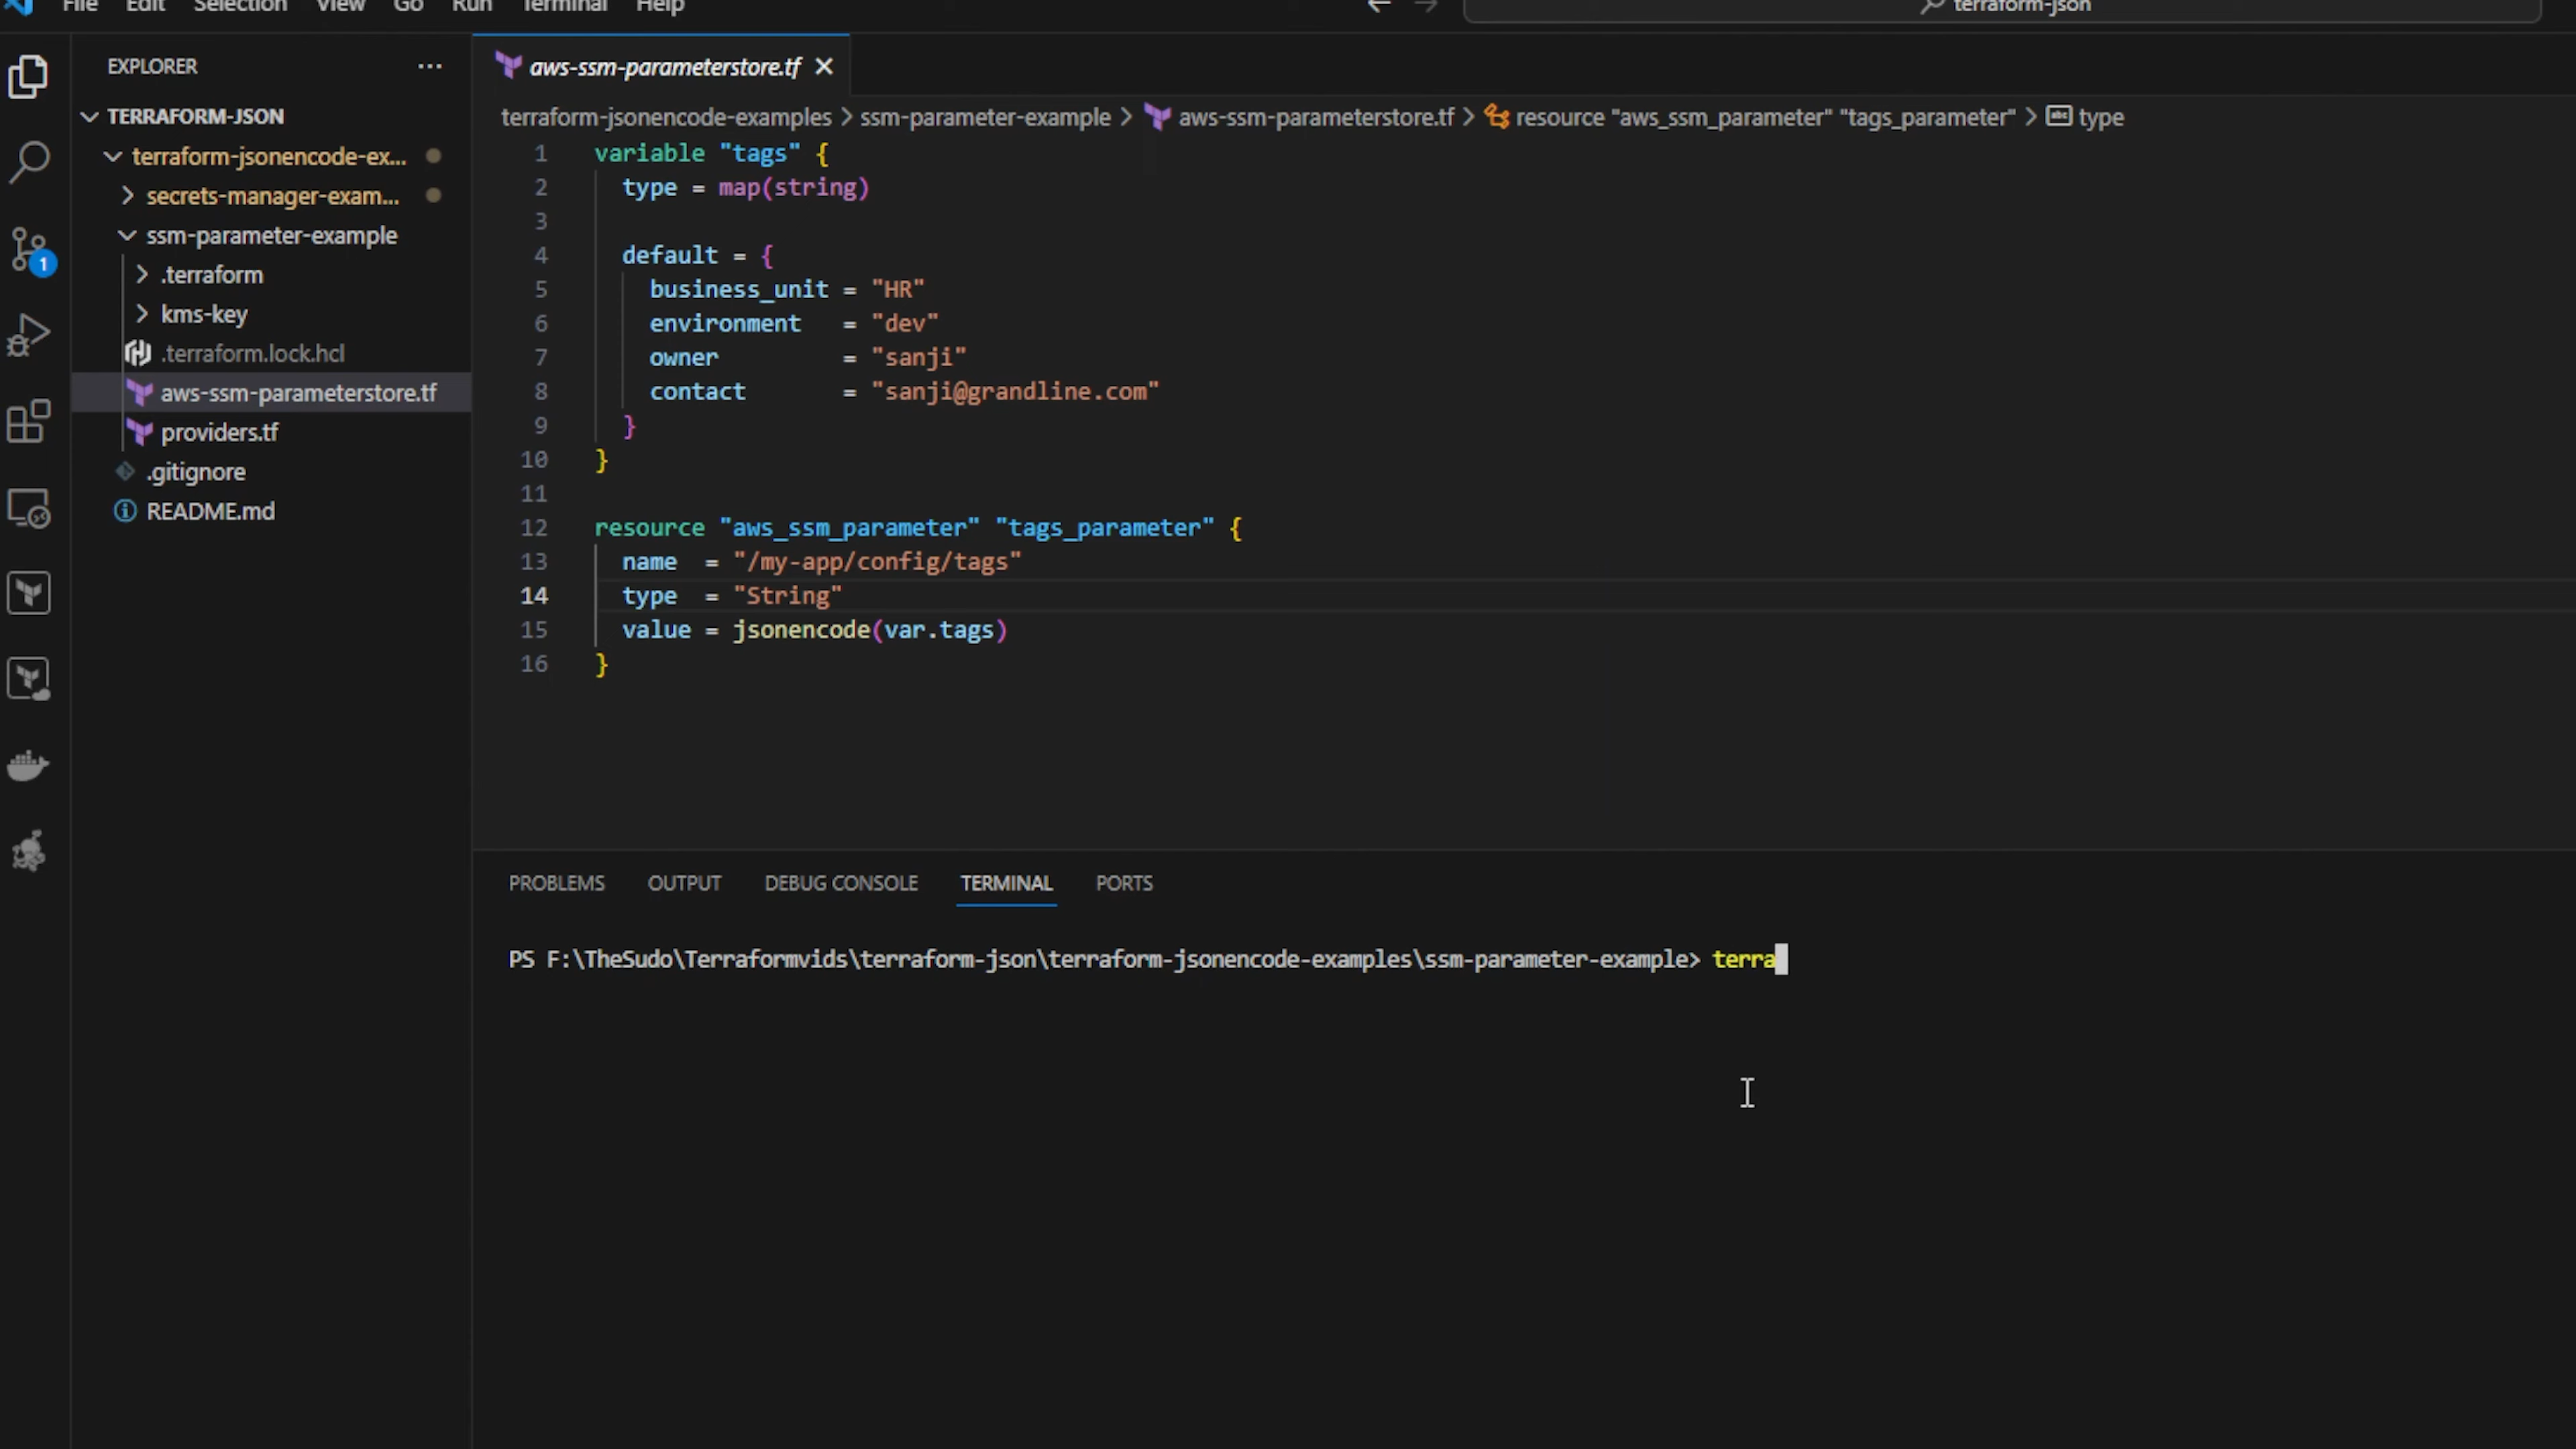 File Edit Selection View Go Run Terminal Help
terraform-json
EXPLORER
TERRAFORM-JSON
terraform-jsonencode-ex...
secrets-manager-exam...
ssm-parameter-example
.terraform
kms-key
.terraform.lock.hcl
aws-ssm-parameterstore.tf
providers.tf
.gitignore
README.md
1
aws-ssm-parameterstore.tf
terraform-jsonencode-examples > ssm-parameter-example > aws-ssm-parameterstore.tf > resource "aws_ssm_parameter" "tags_parameter" > type
1 variable "tags" {
2 type = map(string)
3
4 default = {
5 business_unit = "HR"
6 environment = "dev"
7 owner = "sanji"
8 contact = "sanji@grandline.com"
9 }
10 }
11
12 resource "aws_ssm_parameter" "tags_parameter" {
13 name = "/my-app/config/tags"
14 type = "String"
15 value = jsonencode(var.tags)
16 }
PROBLEMS OUTPUT DEBUG CONSOLE TERMINAL PORTS
PS F:\TheSudo\Terraformvids\terraform-json\terraform-jsonencode-examples\ssm-parameter-example> terra